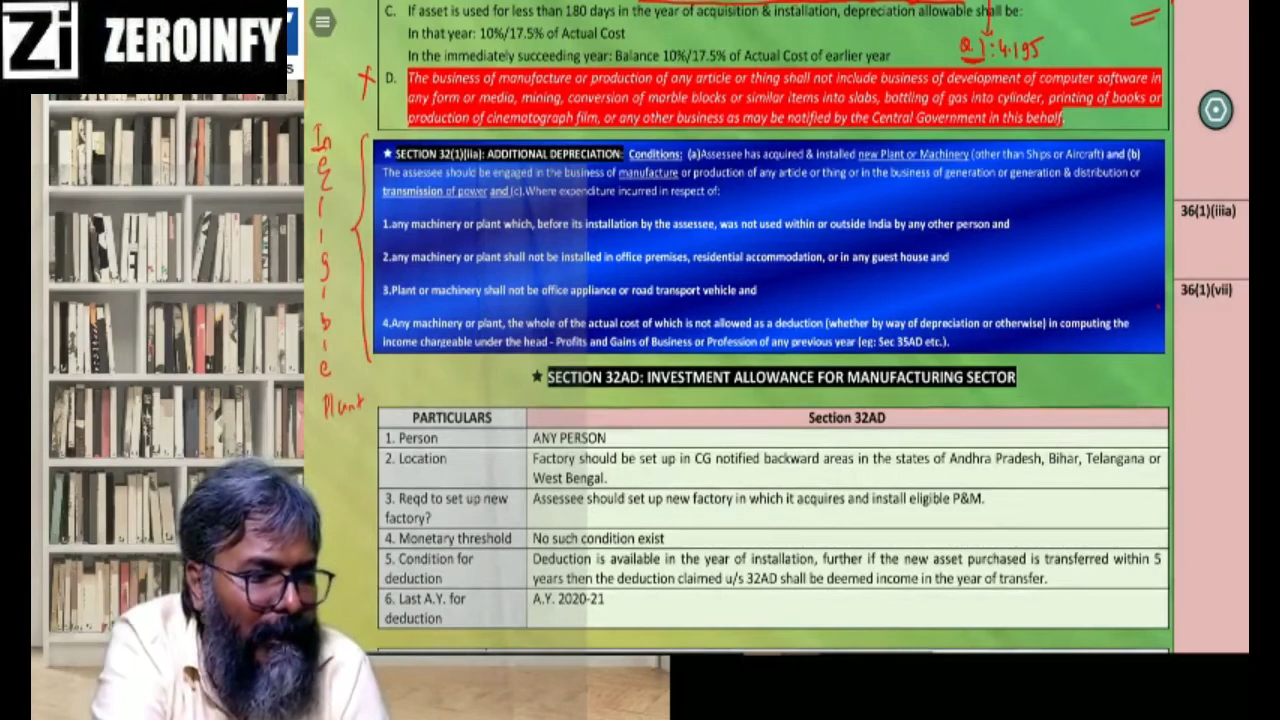 Zi ZEROINFY
C. If asset is used for less than 180 days in the year of acquisition & installation, depreciation allowable shall be:
In that year: 10%/17.5% of Actual Cost
In the immediately succeeding year: Balance 10%/17.5% of Actual Cost of earlier year
: 4.195
D. The business of manufacture or production of any article or thing shall not include business of development of computer software in
any form or media, mining, conversion of marble blocks or similar items into slabs, bottling of gas into cylinder, printing of books or
production of cinematograph film, or any other business as may be notified by the Central Government in this behalf.
★ SECTION 32(1)(iia): ADDITIONAL DEPRECIATION: Conditions: (a)Assessee has acquired & installed new Plant or Machinery (other than Ships or Aircraft) and (b)
The assessee should be engaged in the business of manufacture or production of any article or thing or in the business of generation or generation & distribution or
transmission of power and (c).Where expenditure incurred in respect of:
1.any machinery or plant which, before its installation by the assessee, was not used within or outside India by any other person and
2.any machinery or plant shall not be installed in office premises, residential accommodation, or in any guest house and
3.Plant or machinery shall not be office appliance or road transport vehicle and
4.Any machinery or plant, the whole of the actual cost of which is not allowed as a deduction (whether by way of depreciation or otherwise) in computing the
income chargeable under the head - Profits and Gains of Business or Profession of any previous year (eg: Sec 35AD etc.).
Plant
★ SECTION 32AD: INVESTMENT ALLOWANCE FOR MANUFACTURING SECTOR
PARTICULARS Section 32AD
1. Person ANY PERSON
2. Location Factory should be set up in CG notified backward areas in the states of Andhra Pradesh, Bihar, Telangana or
West Bengal.
3. Reqd to set up new Assessee should set up new factory in which it acquires and install eligible P&M.
factory?
4. Monetary threshold No such condition exist
5. Condition for Deduction is available in the year of installation, further if the new asset purchased is transferred within 5
deduction years then the deduction claimed u/s 32AD shall be deemed income in the year of transfer.
6. Last A.Y. for A.Y. 2020-21
deduction
36(1)(iiia)
36(1)(vii)